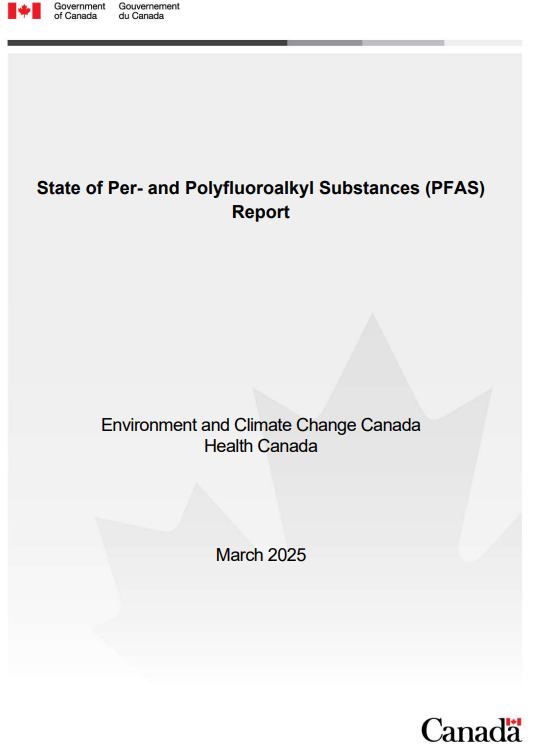 Government Gouvernement
of Canada du Canada
State of Per- and Polyfluoroalkyl Substances (PFAS)
Report
Environment and Climate Change Canada
Health Canada
March 2025
Canada